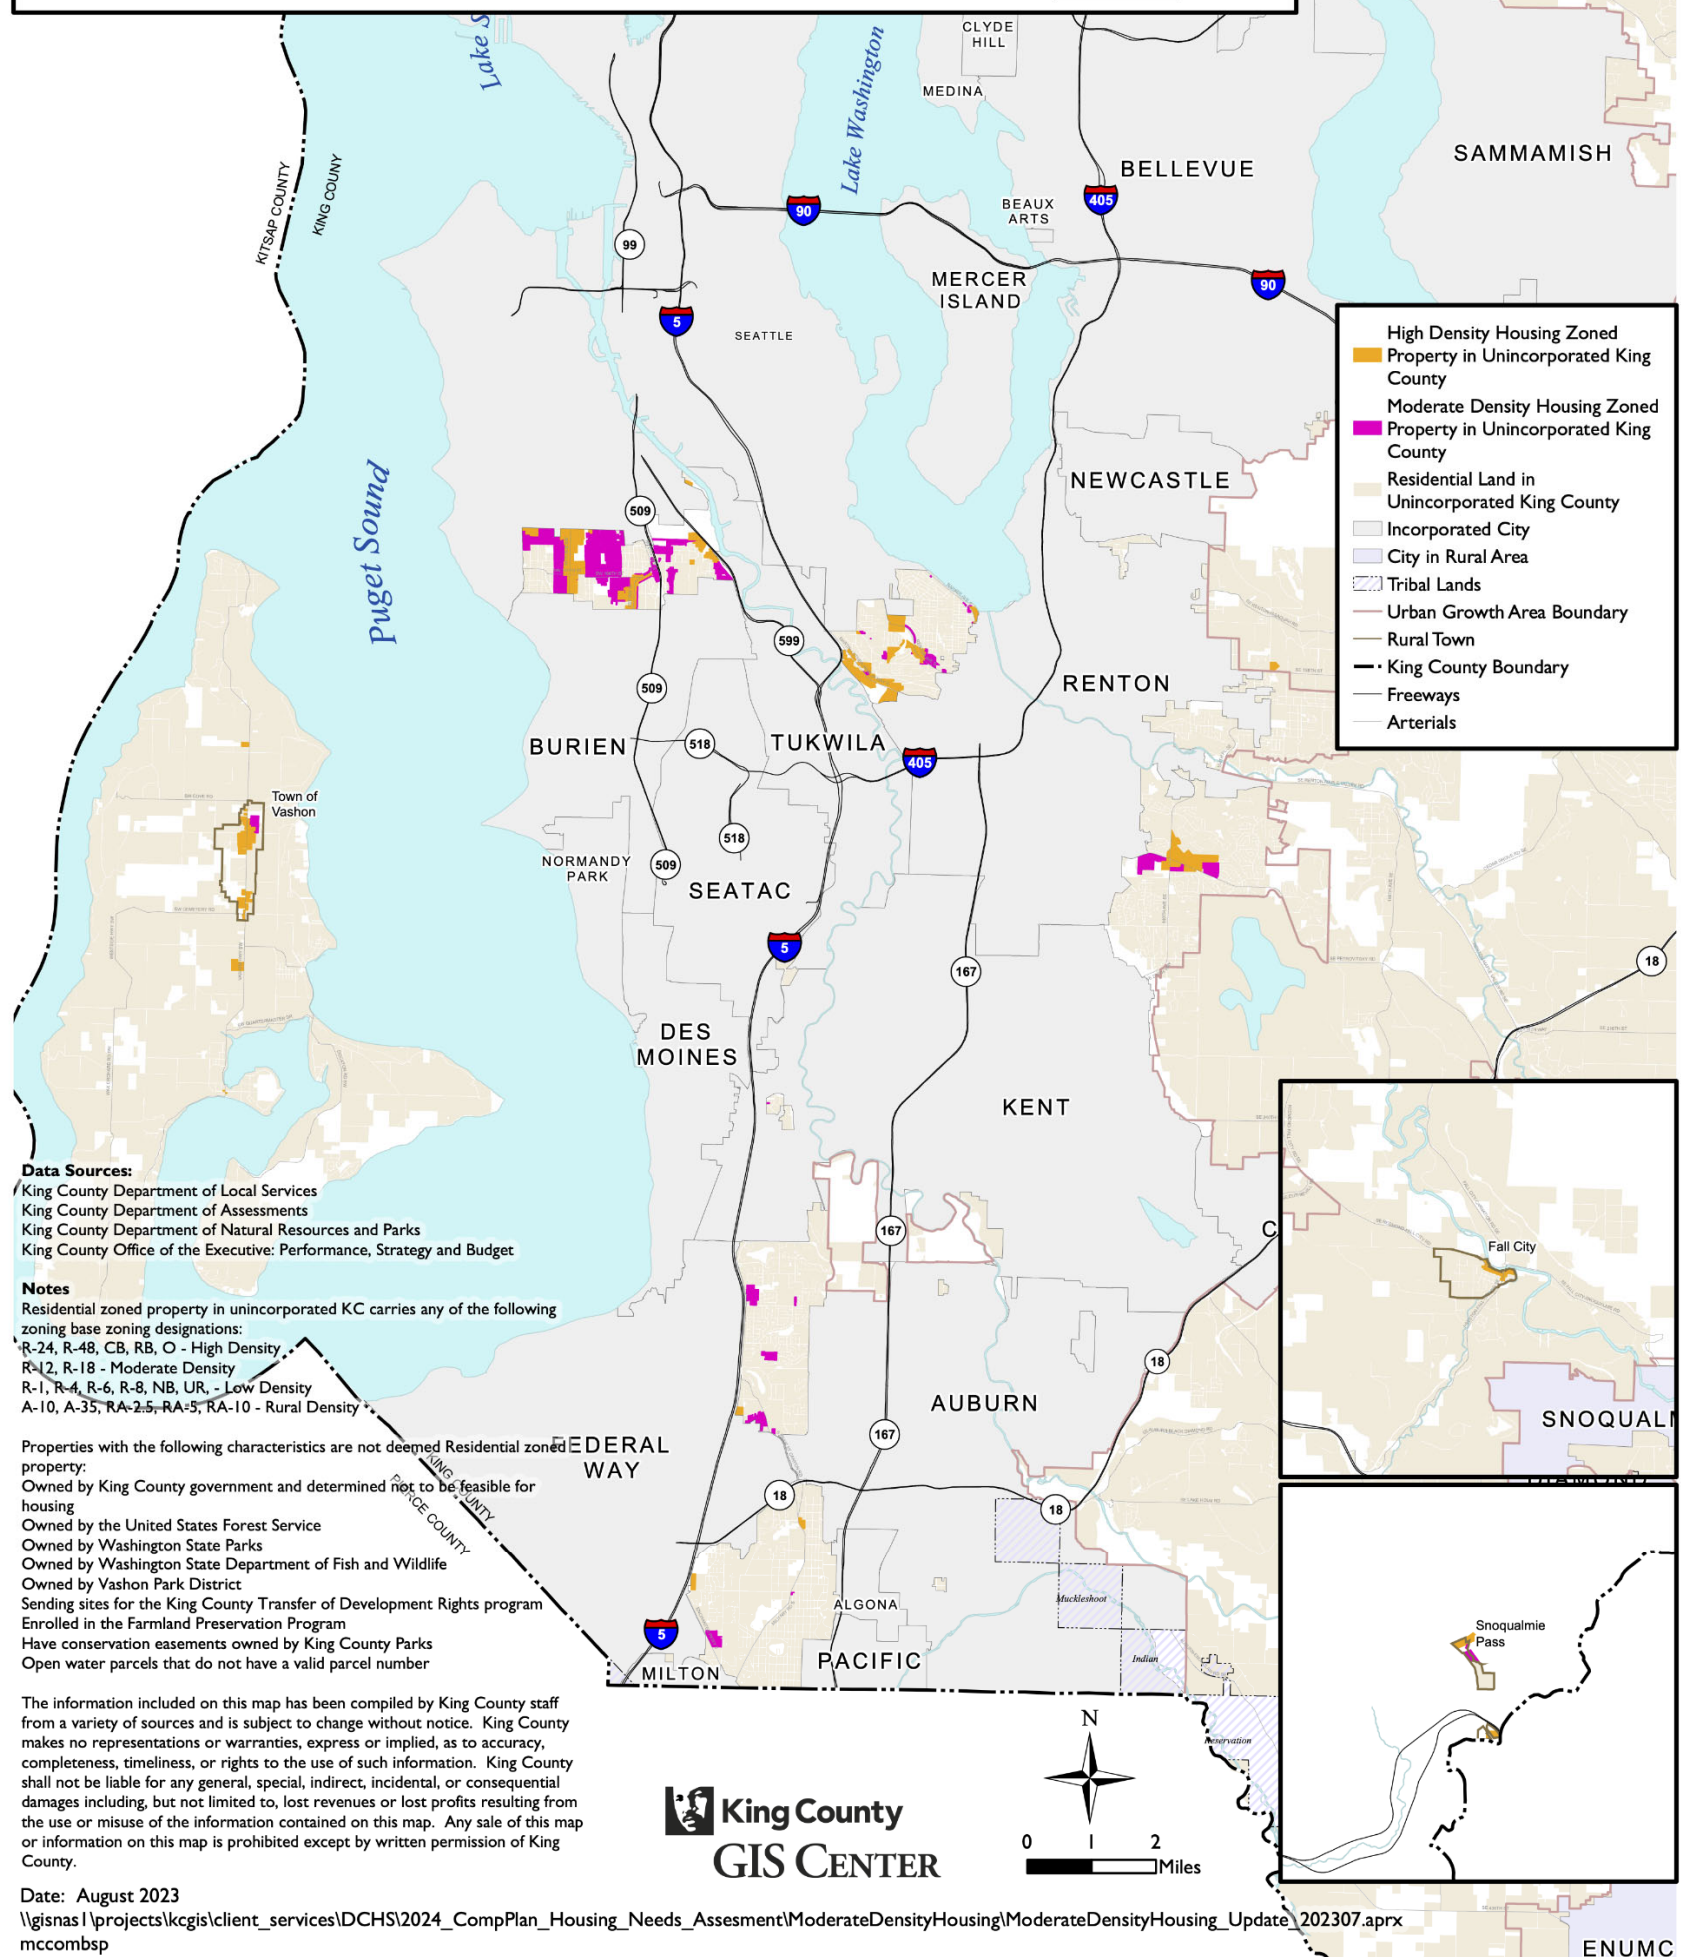 Lake S
Lake Washington
CLYDE
HILL
MEDINA
BELLEVUE
SAMMAMISH
KITSAP COUNTY
KING COUNY
90
405
BEAUX
ARTS
99
MERCER
ISLAND
90
5
SEATTLE
High Density Housing Zoned
Property in Unincorporated King
County
Moderate Density Housing Zoned
Property in Unincorporated King
County
Residential Land in
Unincorporated King County
Incorporated City
City in Rural Area
Tribal Lands
Urban Growth Area Boundary
Rural Town
King County Boundary
Freeways
Arterials
NEWCASTLE
Puget Sound
509
599
509
RENTON
BURIEN
518
TUKWILA
405
Town of
Vashon
518
NORMANDY
PARK
509
SEATAC
5
167
18
DES
MOINES
KENT
167
C
Fall City
SNOQUALM
DIAMOND
18
AUBURN
167
FEDERAL
WAY
KING COUNTY
PIERCE COUNTY
18
18
Muckleshoot
Indian
Reservation
ALGONA
5
MILTON
PACIFIC
Snoqualmie
Pass
Data Sources:
King County Department of Local Services
King County Department of Assessments
King County Department of Natural Resources and Parks
King County Office of the Executive: Performance, Strategy and Budget
Notes
Residential zoned property in unincorporated KC carries any of the following
zoning base zoning designations:
R-24, R-48, CB, RB, O - High Density
R-12, R-18 - Moderate Density
R-1, R-4, R-6, R-8, NB, UR, - Low Density
A-10, A-35, RA-2.5, RA-5, RA-10 - Rural Density
Properties with the following characteristics are not deemed Residential zoned
property:
Owned by King County government and determined not to be feasible for
housing
Owned by the United States Forest Service
Owned by Washington State Parks
Owned by Washington State Department of Fish and Wildlife
Owned by Vashon Park District
Sending sites for the King County Transfer of Development Rights program
Enrolled in the Farmland Preservation Program
Have conservation easements owned by King County Parks
Open water parcels that do not have a valid parcel number
The information included on this map has been compiled by King County staff
from a variety of sources and is subject to change without notice. King County
makes no representations or warranties, express or implied, as to accuracy,
completeness, timeliness, or rights to the use of such information. King County
shall not be liable for any general, special, indirect, incidental, or consequential
damages including, but not limited to, lost revenues or lost profits resulting from
the use or misuse of the information contained on this map. Any sale of this map
or information on this map is prohibited except by written permission of King
County.
King County
GIS CENTER
N
0 1 2
Miles
Date: August 2023
\\gisnas1\projects\kcgis\client_services\DCHS\2024_CompPlan_Housing_Needs_Assesment\ModerateDensityHousing\ModerateDensityHousing_Update_202307.aprx
mccombsp
ENUMC